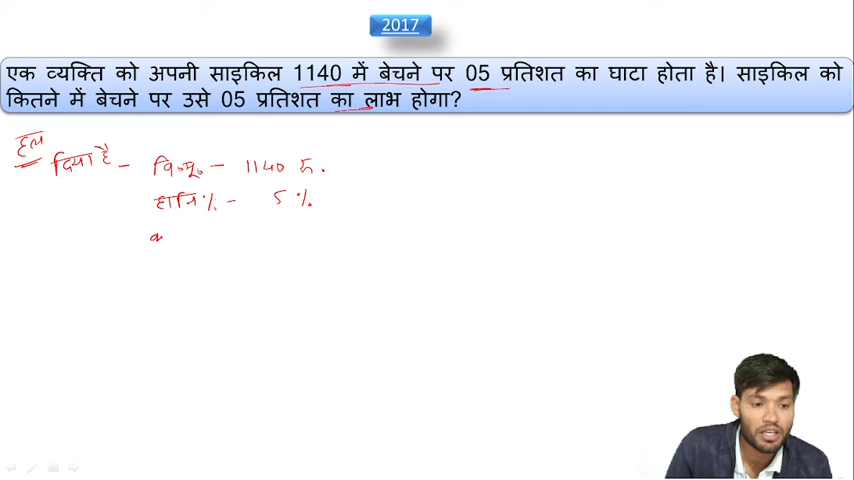 2017
एक व्यक्ति को अपनी साइकिल 1140 में बेचने पर 05 प्रतिशत का घाटा होता है। साइकिल को
कितने में बेचने पर उसे 05 प्रतिशत का लाभ होगा?
हल
दिया है - वि॰मू॰ - 1140 रु.
हानि % - 5 %